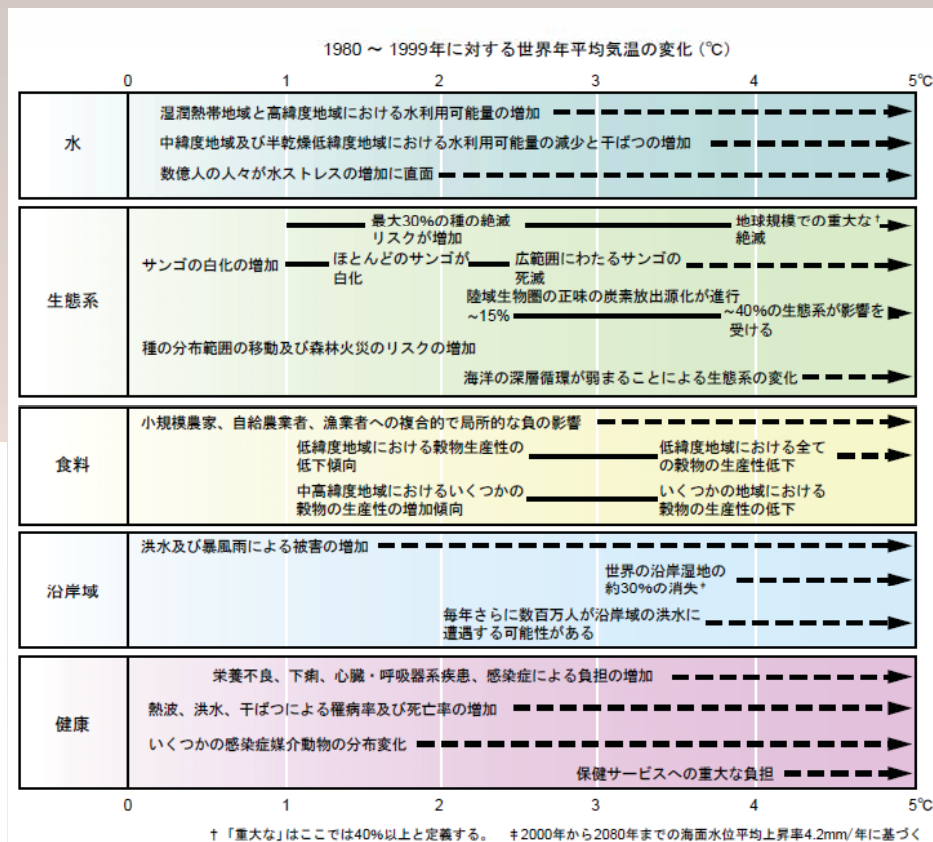 1980 ～ 1999年に対する世界年平均気温の変化 (℃)
0 1 2 3 4 5℃
水
湿潤熱帯地域と高緯度地域における水利用可能量の増加
中緯度地域及び半乾燥低緯度地域における水利用可能量の減少と干ばつの増加
数億人の人々が水ストレスの増加に直面
生態系
最大30%の種の絶滅
リスクが増加
地球規模での重大な†
絶滅
サンゴの白化の増加
ほとんどのサンゴが
白化
広範囲にわたるサンゴの
死滅
陸域生物圏の正味の炭素放出源化が進行
~15%
~40%の生態系が影響を
受ける
種の分布範囲の移動及び森林火災のリスクの増加
海洋の深層循環が弱まることによる生態系の変化
食料
小規模農家、自給農業者、漁業者への複合的で局所的な負の影響
低緯度地域における穀物生産性の
低下傾向
低緯度地域における全て
の穀物の生産性低下
中高緯度地域におけるいくつかの
穀物の生産性の増加傾向
いくつかの地域における
穀物の生産性の低下
沿岸域
洪水及び暴風雨による被害の増加
世界の沿岸湿地の
約30%の消失‡
毎年さらに数百万人が沿岸域の洪水に
遭遇する可能性がある
健康
栄養不良、下痢、心臓・呼吸器系疾患、感染症による負担の増加
熱波、洪水、干ばつによる罹病率及び死亡率の増加
いくつかの感染症媒介動物の分布変化
保健サービスへの重大な負担
0 1 2 3 4 5℃
† 「重大な」はここでは40%以上と定義する。 ‡2000年から2080年までの海面水位平均上昇率4.2mm/年に基づく